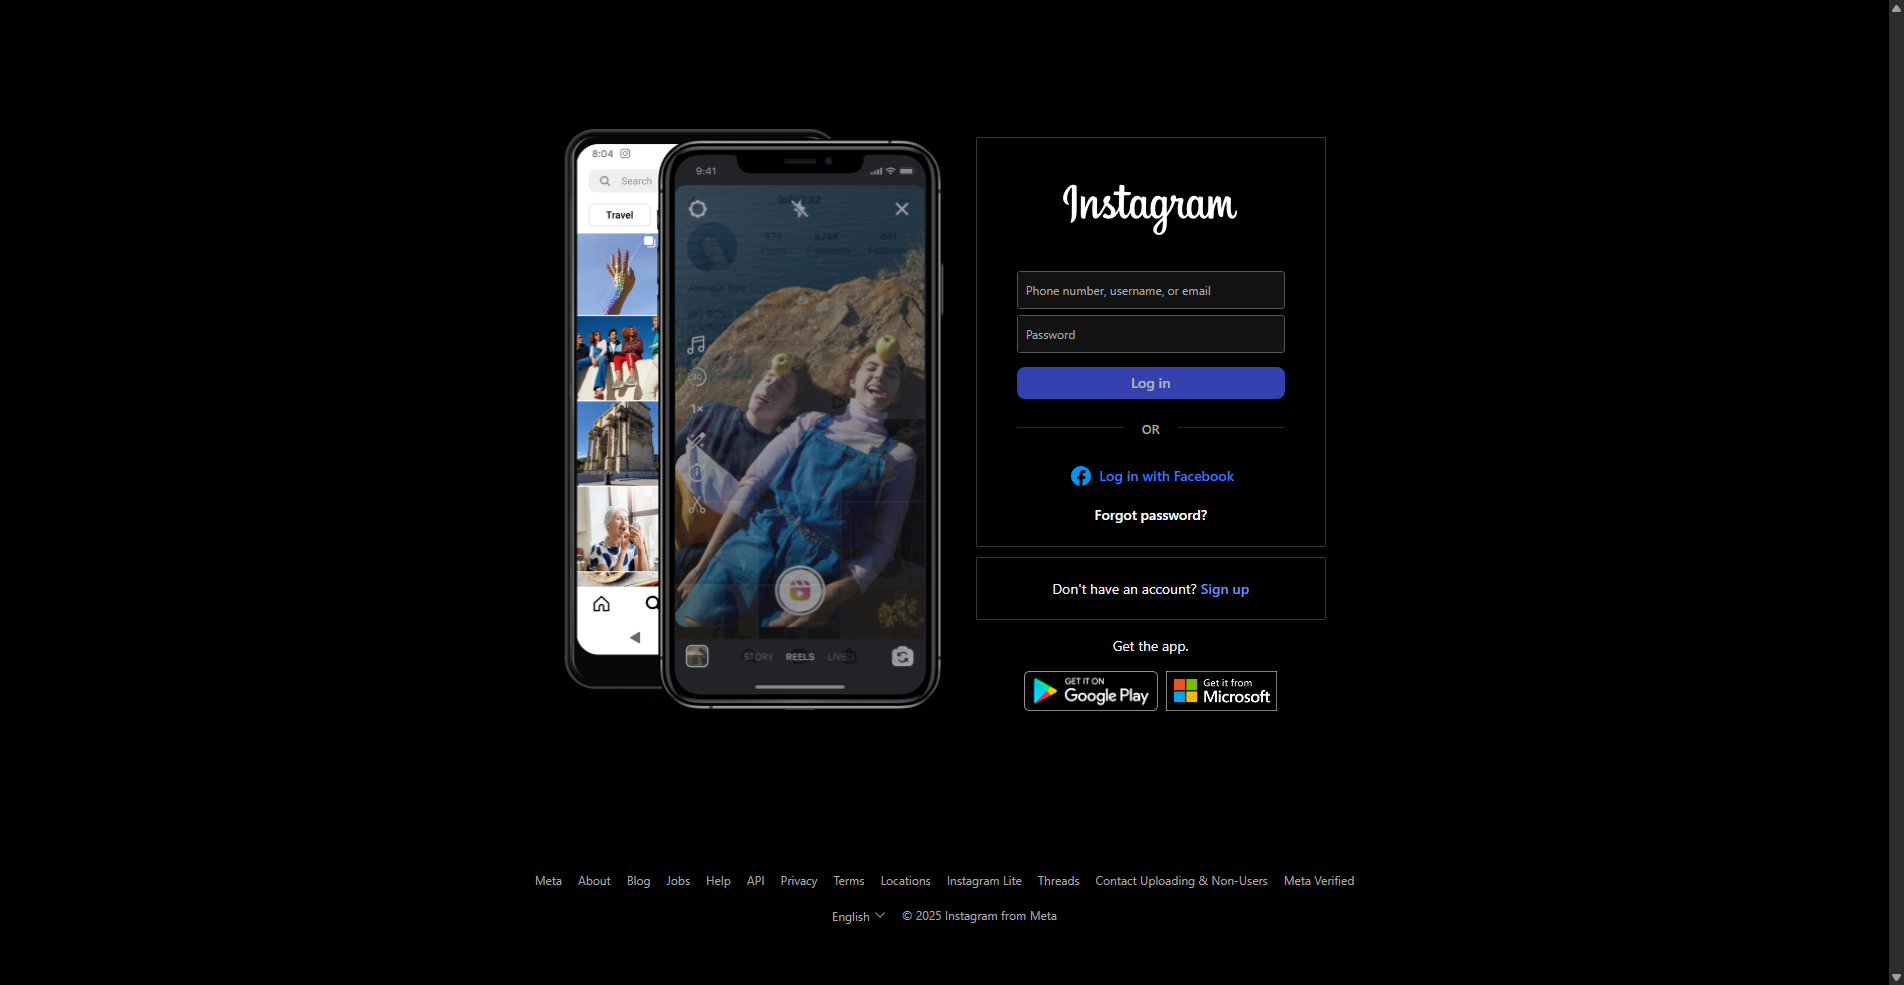 8:04
Search
Travel
9:41
30
1×
STORY REELS LIVE
Instagram
Phone number, username, or email
Password
Log in
OR
Log in with Facebook
Forgot password?
Don't have an account? Sign up
Get the app.
GET IT ON
Google Play
Get it from
Microsoft
Meta About Blog Jobs Help API Privacy Terms Locations Instagram Lite Threads Contact Uploading & Non-Users Meta Verified
English © 2025 Instagram from Meta